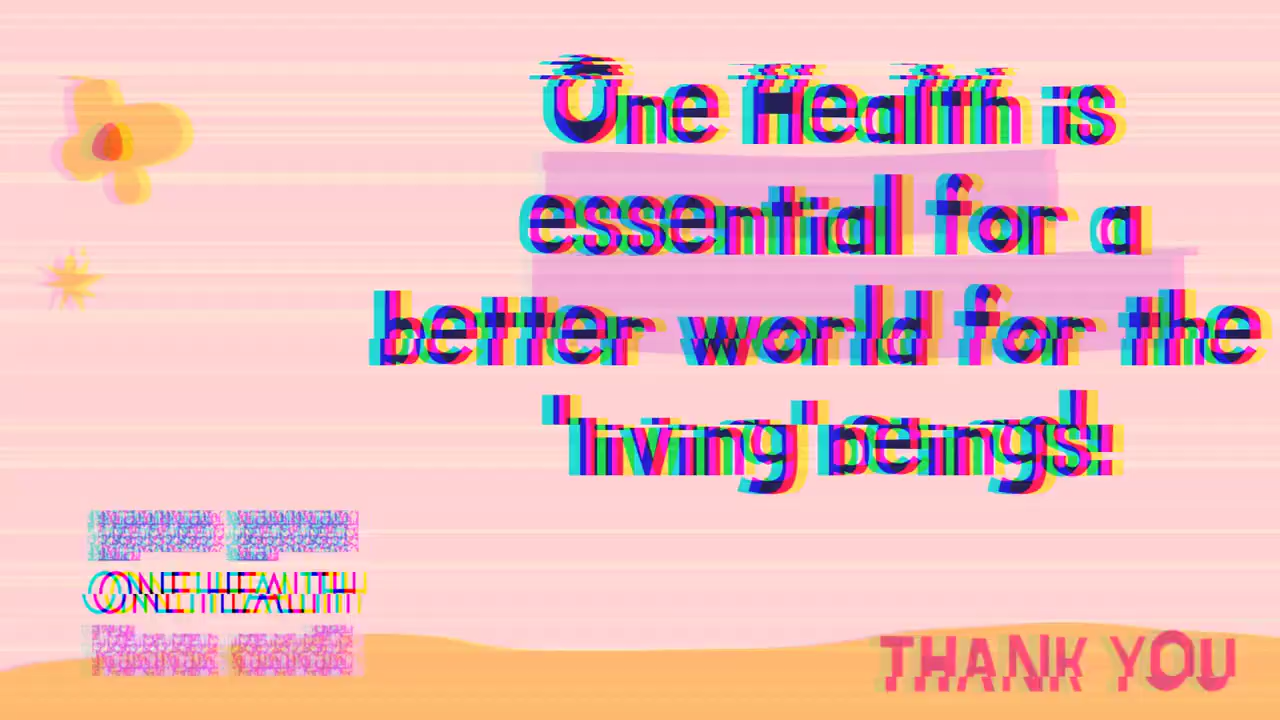 One Health is
essential for a
better world for the
living beings!
ONE HEALTH
THANK YOU